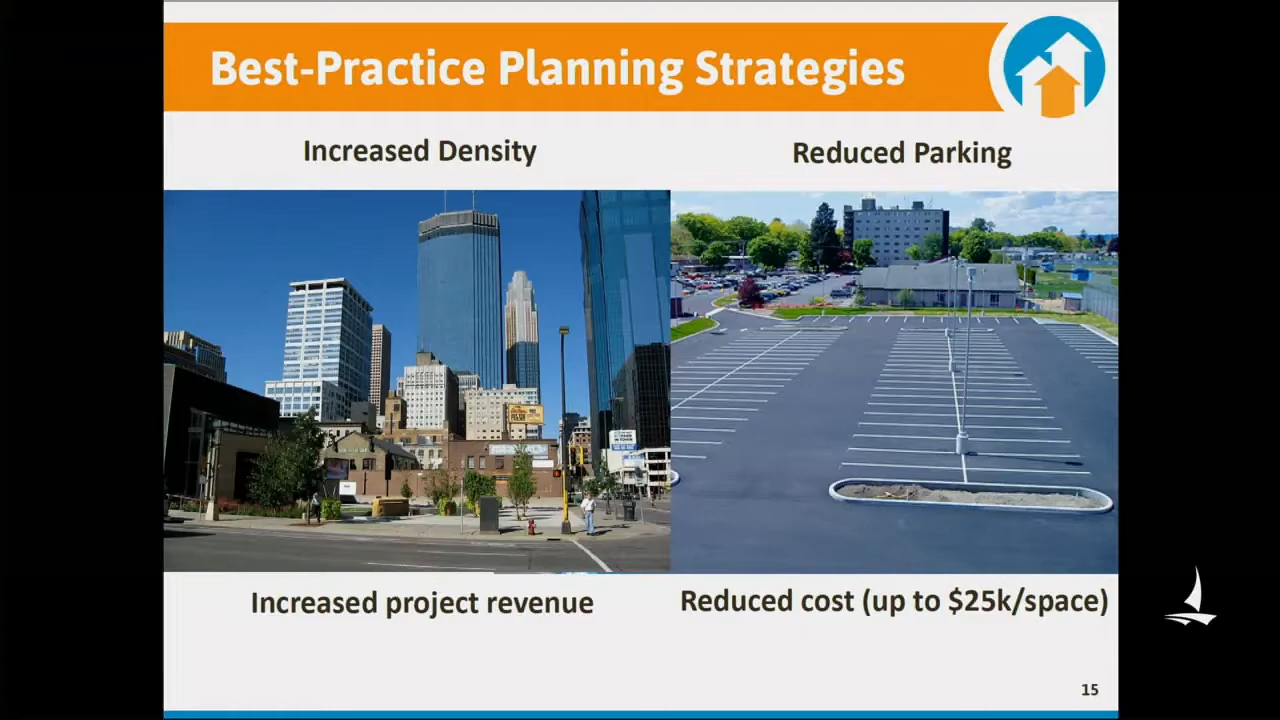 Best-Practice Planning Strategies
Increased Density
Reduced Parking
Increased project revenue
Reduced cost (up to $25k/space)
15